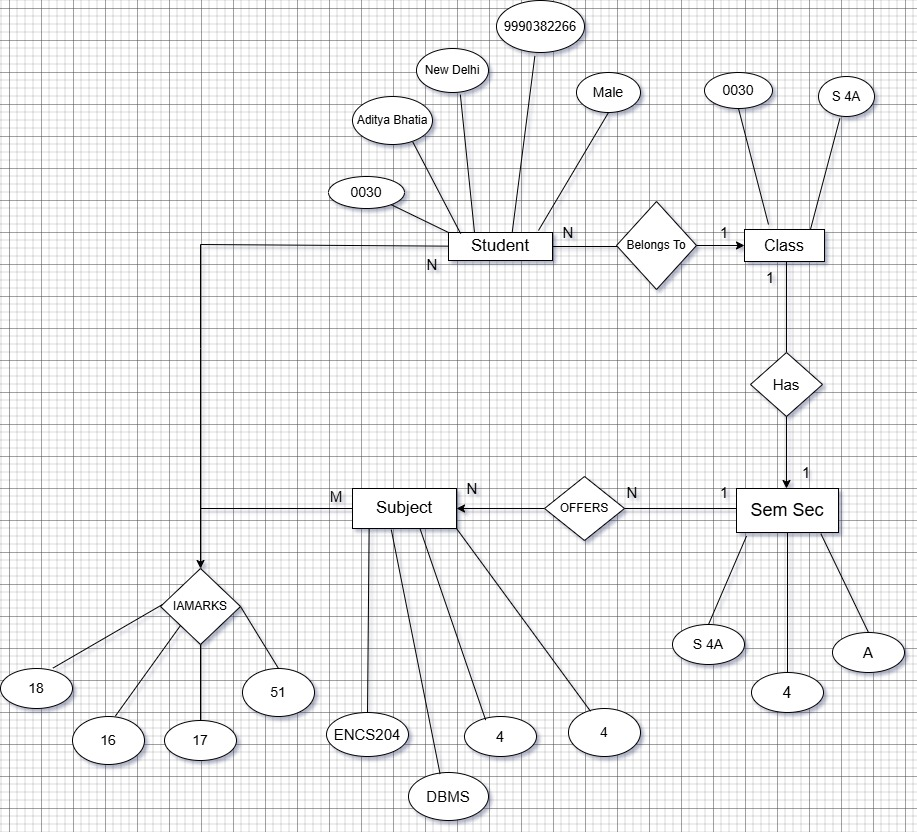 9990382266
New Delhi
Male
0030
S 4A
Aditya Bhatia
0030
Student
N
Belongs To
1
Class
N
1
Has
1
M
Subject
N
OFFERS
N
1
Sem Sec
IAMARKS
S 4A
A
4
18
51
16
17
ENCS204
4
4
DBMS